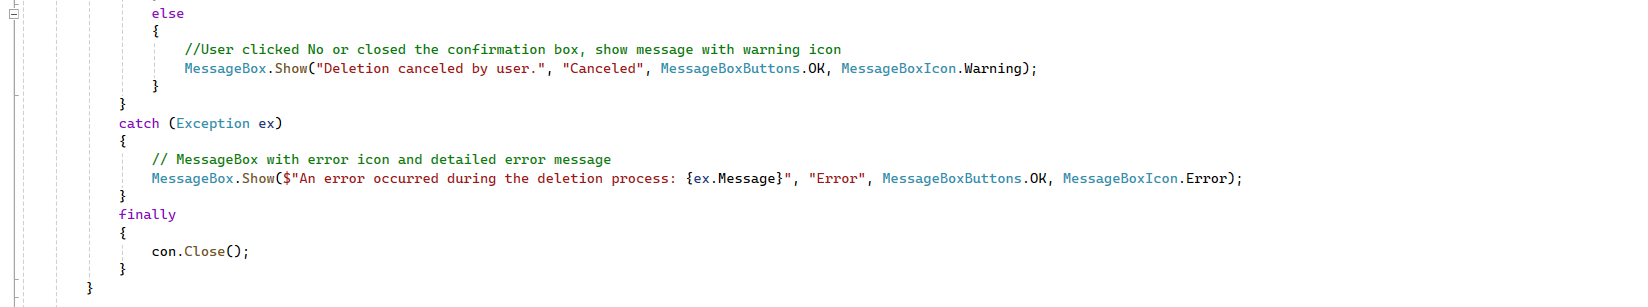 else
{
//User clicked No or closed the confirmation box, show message with warning icon
MessageBox.Show("Deletion canceled by user.", "Canceled", MessageBoxButtons.OK, MessageBoxIcon.Warning);
}
}
catch (Exception ex)
{
// MessageBox with error icon and detailed error message
MessageBox.Show($"An error occurred during the deletion process: {ex.Message}", "Error", MessageBoxButtons.OK, MessageBoxIcon.Error);
}
finally
{
con.Close();
}
}